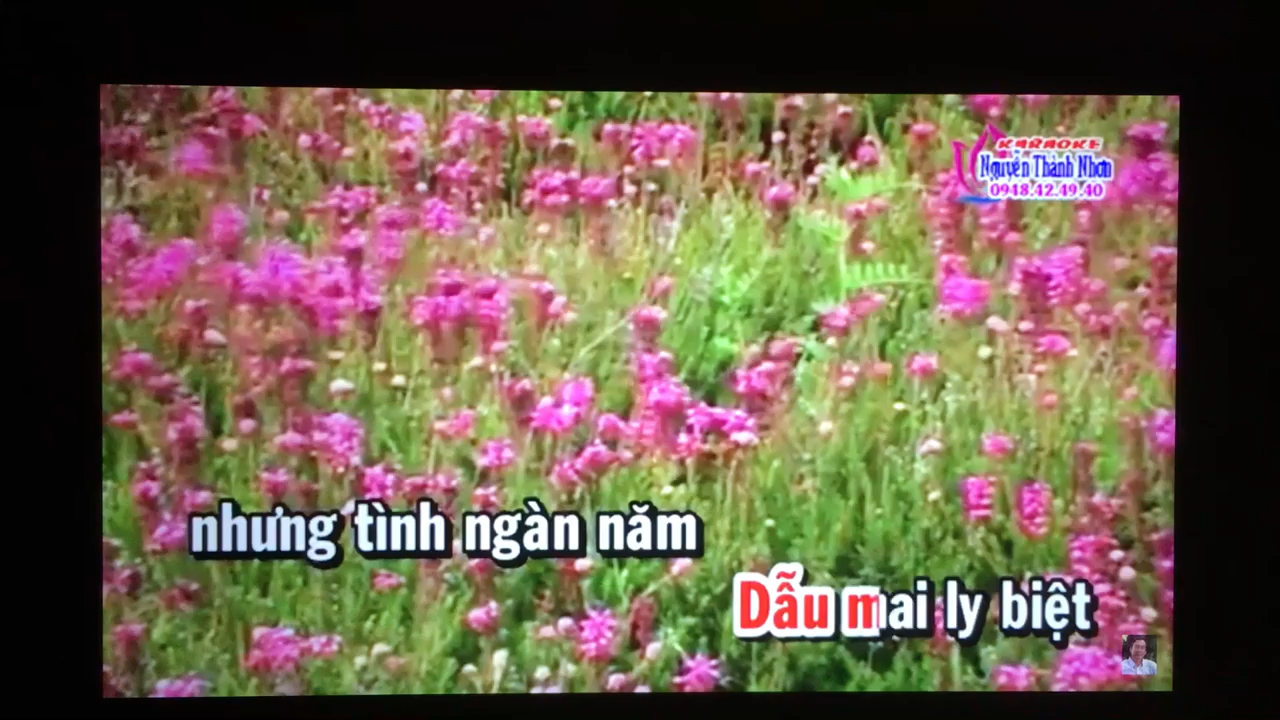 KARAOKE
Nguyễn Thành Nhơn
0948.42.49.40
nhưng tình ngàn năm
Dẫu mai ly biệt